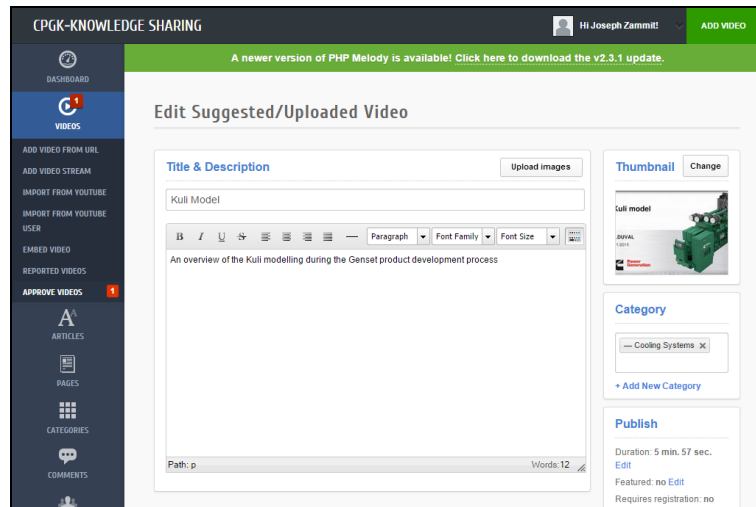 CPGK-KNOWLEDGE SHARING
Hi Joseph Zammit!
ADD VIDEO
A newer version of PHP Melody is available! Click here to download the v2.3.1 update.
DASHBOARD
1
VIDEOS
ADD VIDEO FROM URL
ADD VIDEO STREAM
IMPORT FROM YOUTUBE
IMPORT FROM YOUTUBE
USER
EMBED VIDEO
REPORTED VIDEOS
APPROVE VIDEOS 1
ARTICLES
PAGES
CATEGORIES
COMMENTS
Edit Suggested/Uploaded Video
Title & Description
Upload images
Kuli Model
B I U S Paragraph Font Family Font Size
An overview of the Kuli modelling during the Genset product development process
Path: p Words:12
Thumbnail Change
Kuli model
.DUVAL
Power
Generation
Category
— Cooling Systems x
+ Add New Category
Publish
Duration: 5 min. 57 sec.
Edit
Featured: no Edit
Requires registration: no